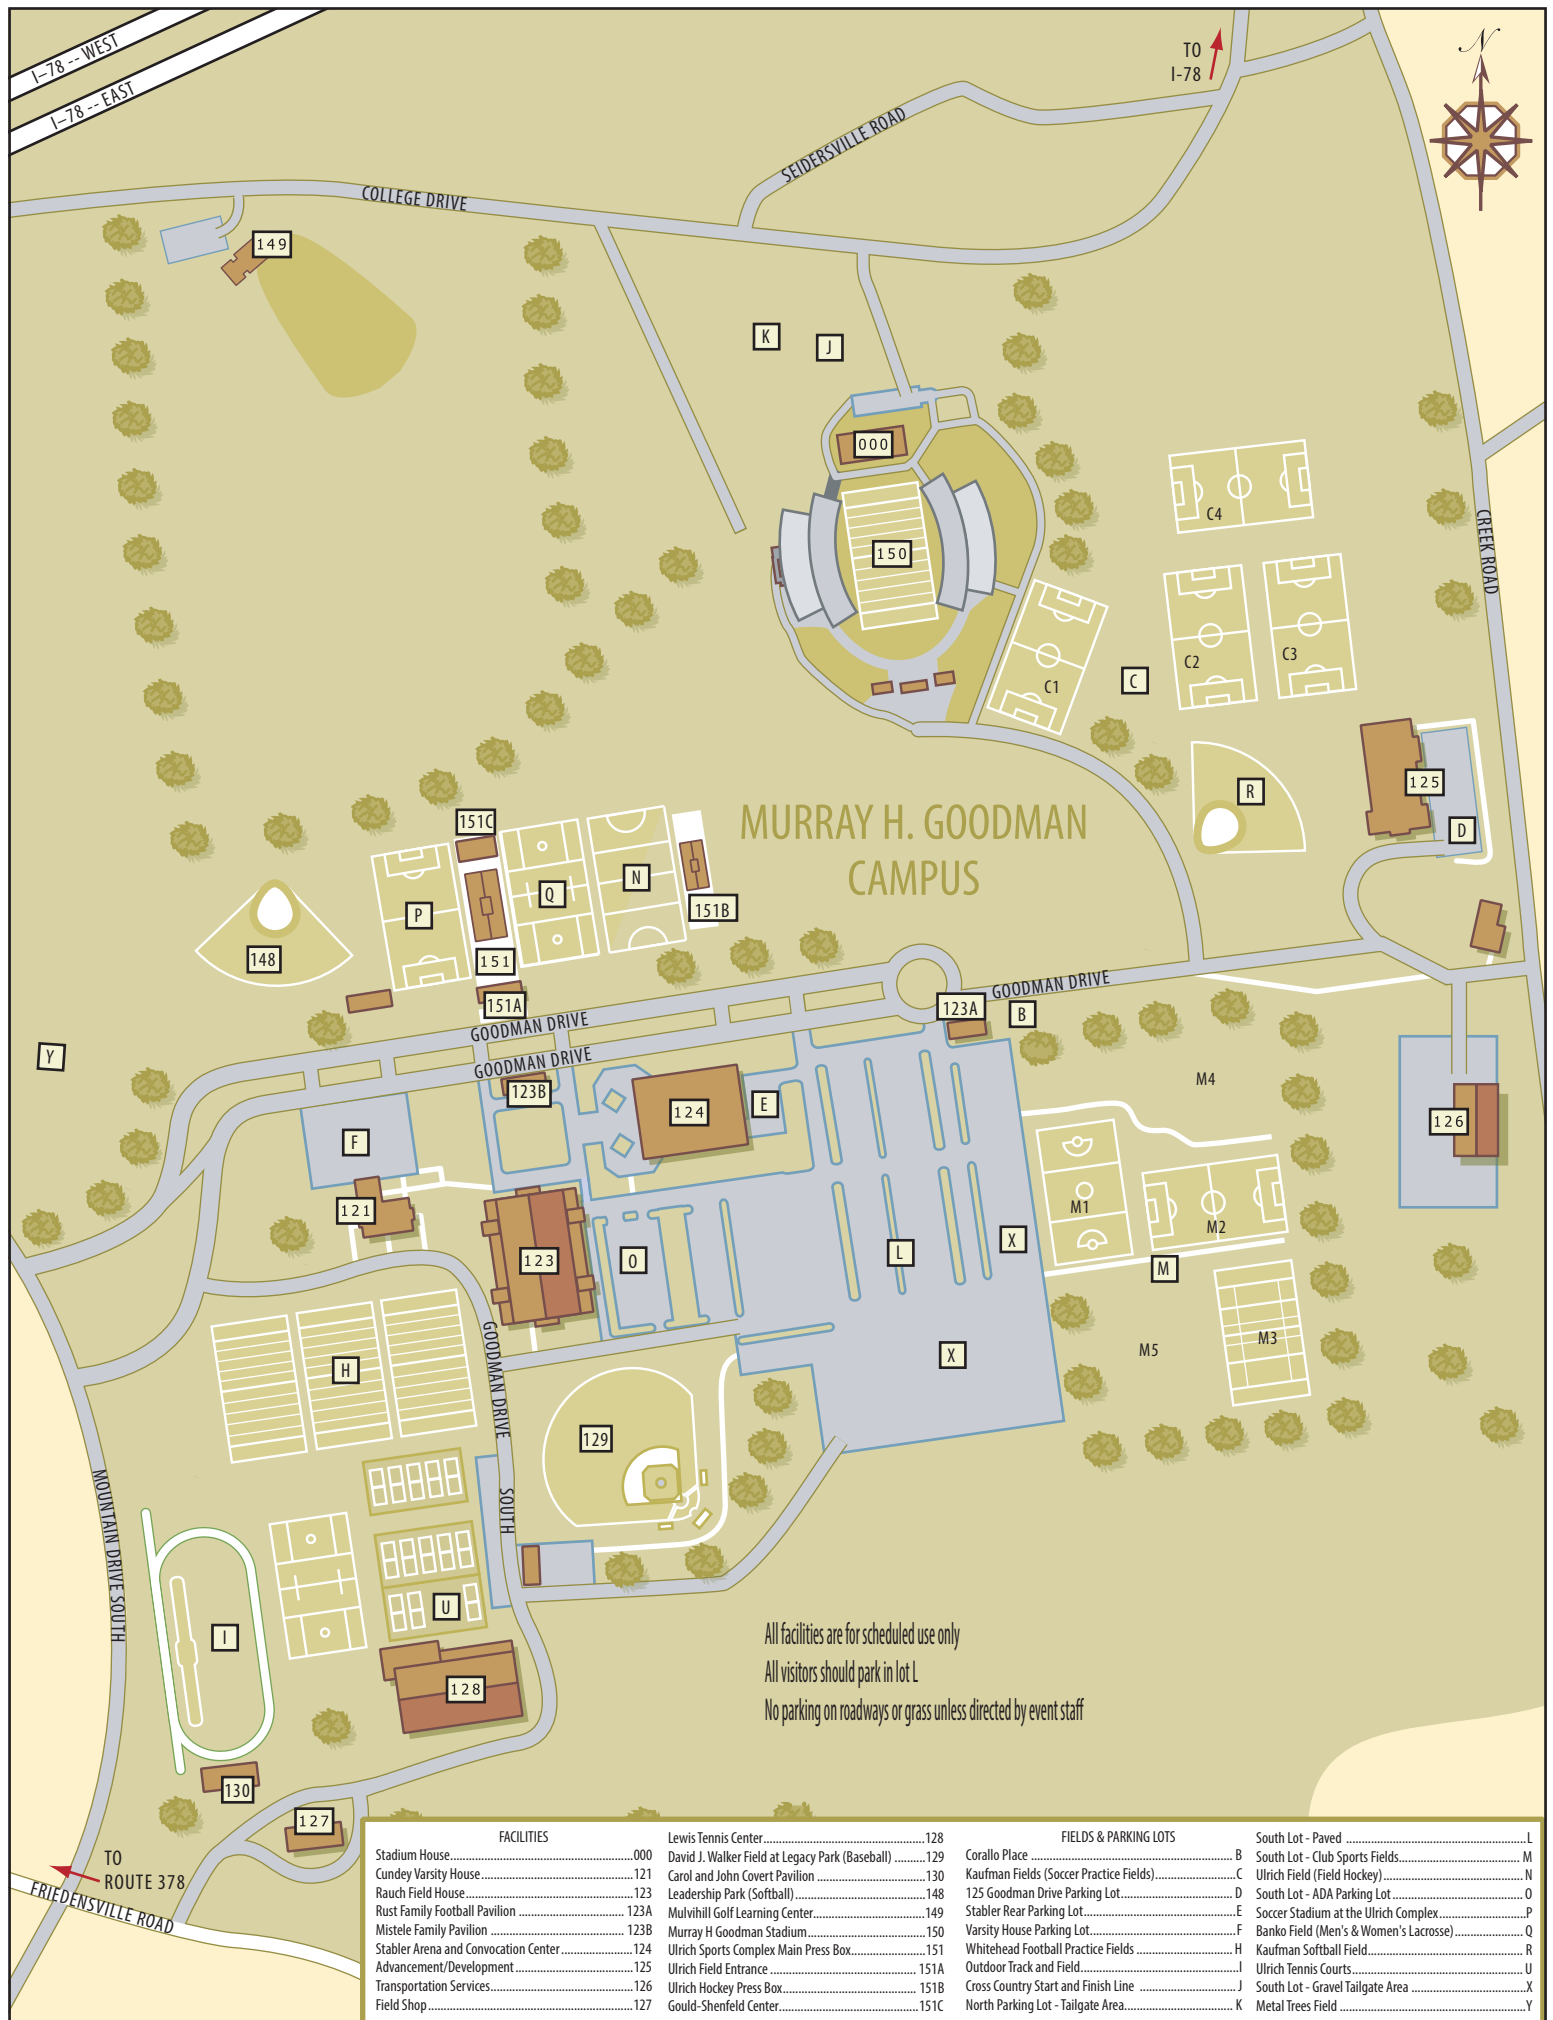 I-78 -- WEST
I-78 -- EAST
TO
I-78
N
SEIDERSVILLE ROAD
COLLEGE DRIVE
149
K
J
000
150
C4
CREEK ROAD
C1
C2
C3
C
125
D
R
MURRAY H. GOODMAN
CAMPUS
151C
P
Q
N
151B
148
151
151A
GOODMAN DRIVE
GOODMAN DRIVE
GOODMAN DRIVE
123A
B
Y
123B
124
E
F
M4
126
121
123
O
L
X
M1
M2
M
X
M3
M5
H
GOODMAN DRIVE
SOUTH
129
MOUNTAIN DRIVE SOUTH
I
U
128
130
127
All facilities are for scheduled use only
All visitors should park in lot L
No parking on roadways or grass unless directed by event staff
TO
ROUTE 378
FRIEDENSVILLE ROAD
FACILITIES
Stadium House 000
Cundey Varsity House 121
Rauch Field House 123
Rust Family Football Pavilion 123A
Mistele Family Pavilion 123B
Stabler Arena and Convocation Center 124
Advancement/Development 125
Transportation Services 126
Field Shop 127
Lewis Tennis Center 128
David J. Walker Field at Legacy Park (Baseball) 129
Carol and John Covert Pavilion 130
Leadership Park (Softball) 148
Mulvihill Golf Learning Center 149
Murray H Goodman Stadium 150
Ulrich Sports Complex Main Press Box 151
Ulrich Field Entrance 151A
Ulrich Hockey Press Box 151B
Gould-Shenfeld Center 151C
FIELDS & PARKING LOTS
Corallo Place B
Kaufman Fields (Soccer Practice Fields) C
125 Goodman Drive Parking Lot D
Stabler Rear Parking Lot E
Varsity House Parking Lot F
Whitehead Football Practice Fields H
Outdoor Track and Field I
Cross Country Start and Finish Line J
North Parking Lot - Tailgate Area K
South Lot - Paved L
South Lot - Club Sports Fields M
Ulrich Field (Field Hockey) N
South Lot - ADA Parking Lot O
Soccer Stadium at the Ulrich Complex P
Banko Field (Men's & Women's Lacrosse) Q
Kaufman Softball Field R
Ulrich Tennis Courts U
South Lot - Gravel Tailgate Area X
Metal Trees Field Y